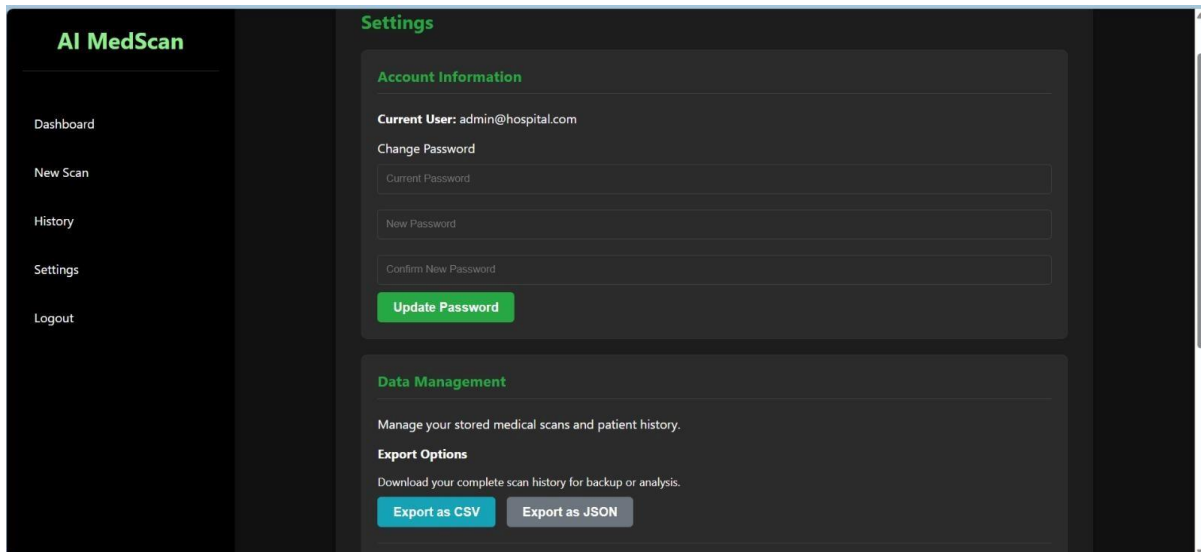 AI MedScan
Dashboard
New Scan
History
Settings
Logout
Settings
Account Information
Current User: admin@hospital.com
Change Password
Current Password
New Password
Confirm New Password
Update Password
Data Management
Manage your stored medical scans and patient history.
Export Options
Download your complete scan history for backup or analysis.
Export as CSV
Export as JSON